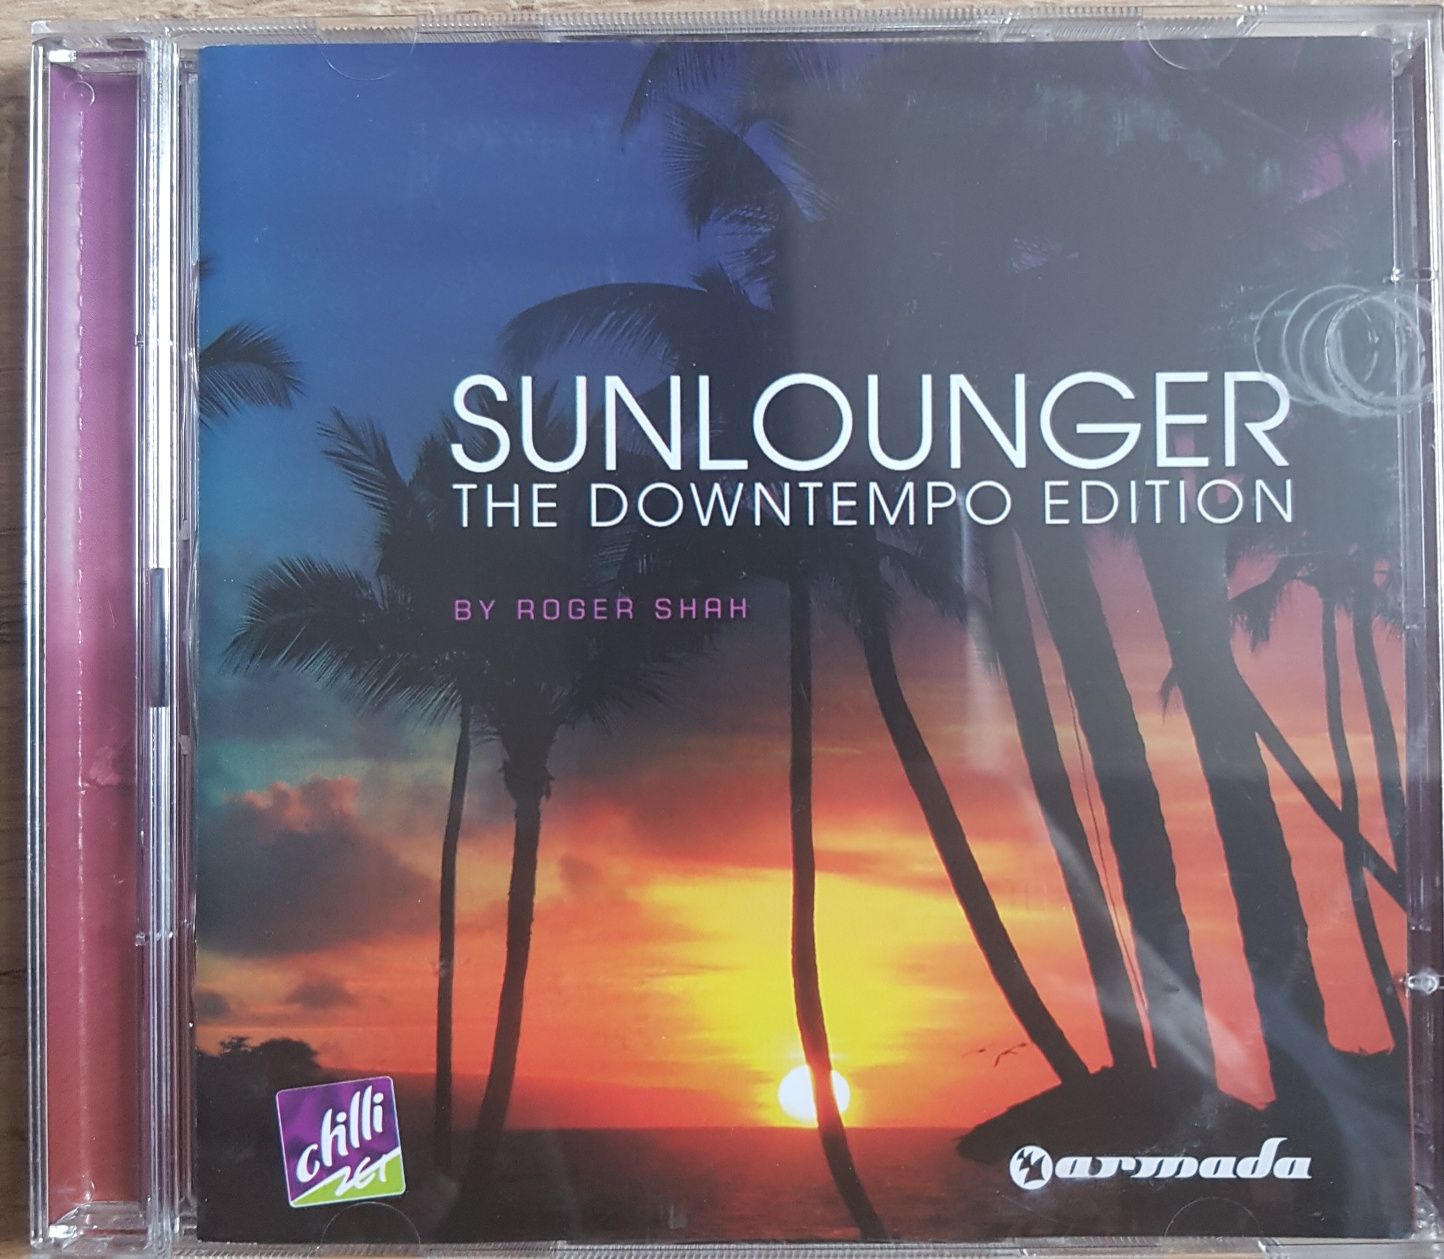 SUNLOUNGER
THE DOWNTEMPO EDITION
BY ROGER SHAH
chilli
ZET
armada